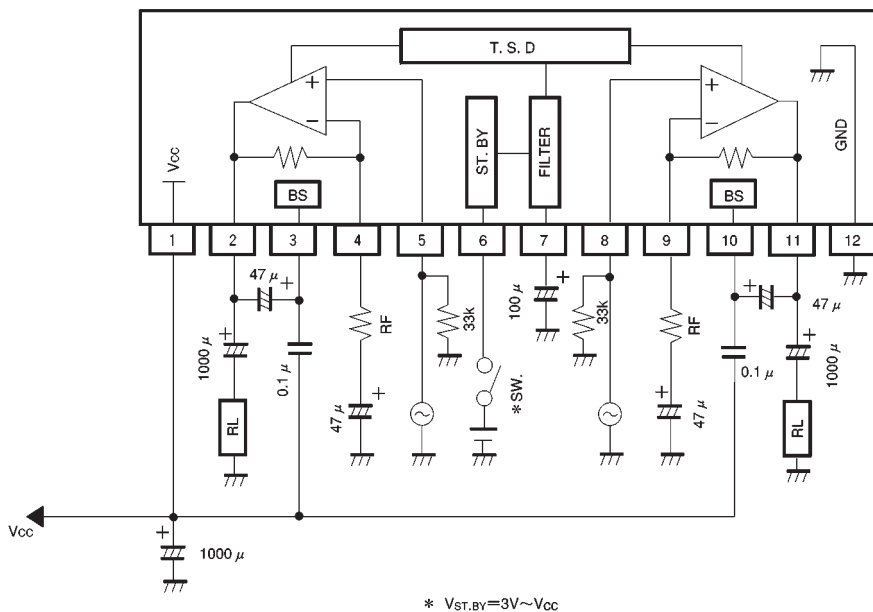 T. S. D
+
+
−
−
Vcc
BS
ST. BY
FILTER
BS
GND
1 2 3 4 5 6 7 8 9 10 11 12
47 μ
+
+
1000 μ
RL
0.1 μ
RF
47 μ
+
33k
*SW.
100 μ
+
33k
RF
+
47 μ
+
47 μ
0.1 μ
+
1000 μ
RL
Vcc
+
1000 μ
* VST.BY=3V~VCC